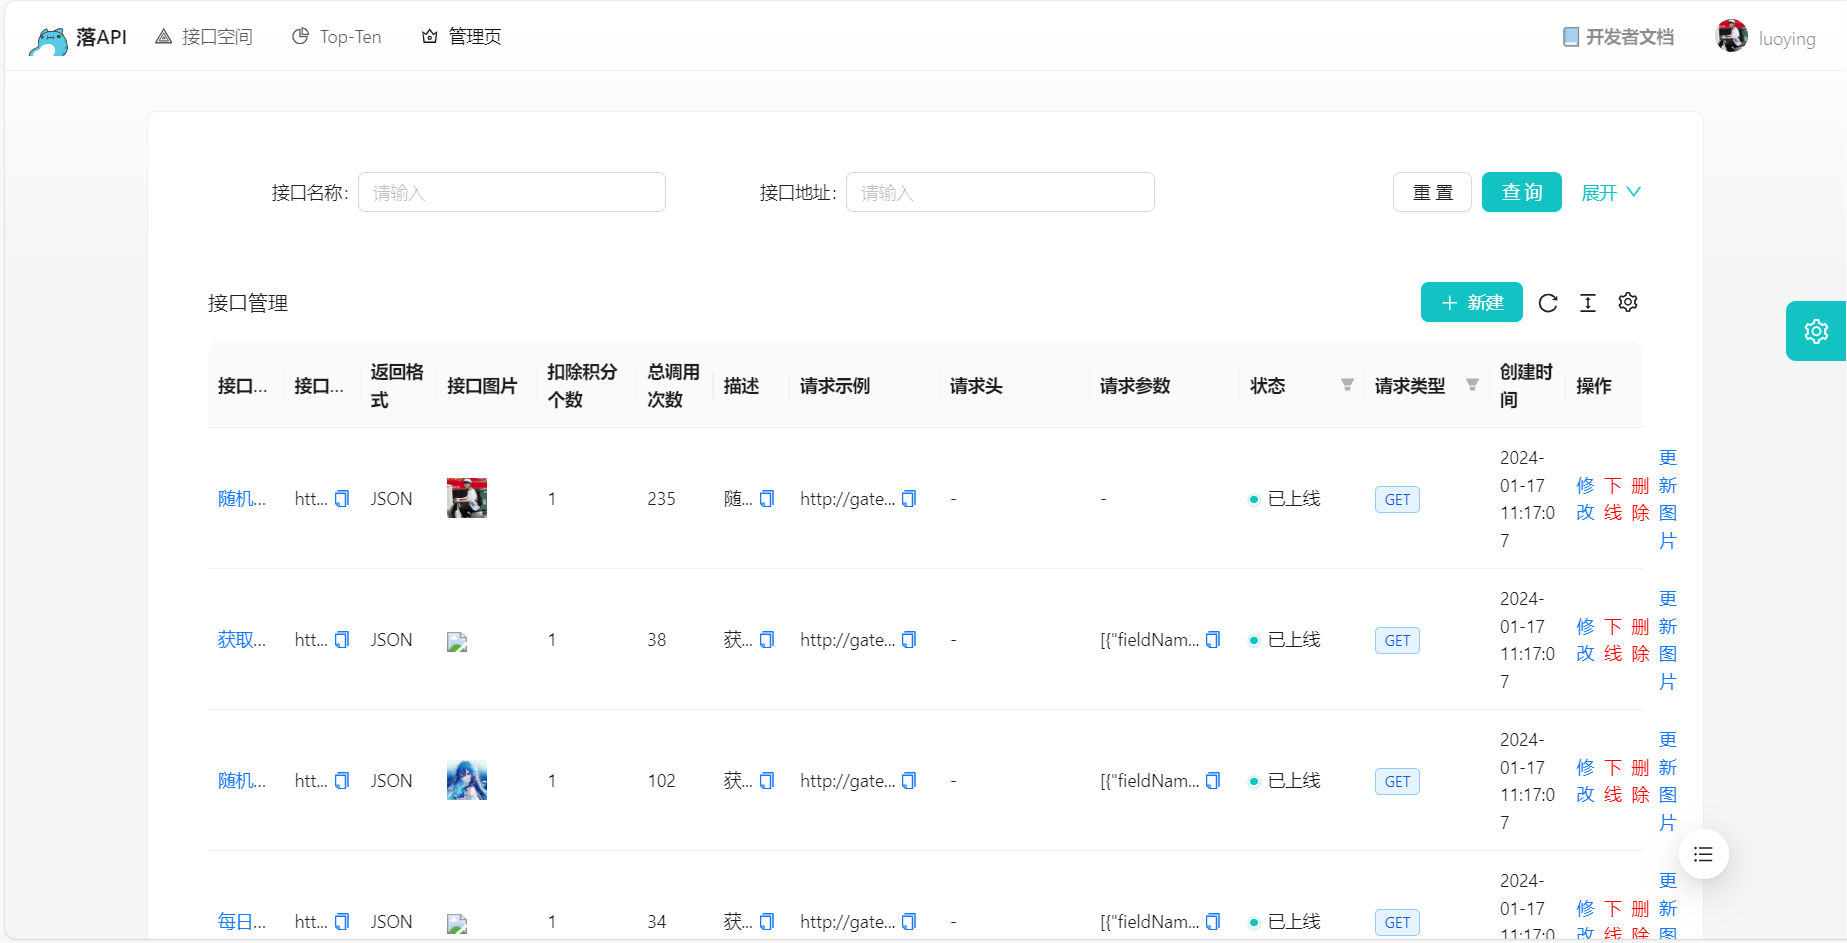 落API 接口空间 Top-Ten 管理页 开发者文档 luoying
接口名称: 请输入 接口地址: 请输入 重 置 查 询 展开
接口管理 新建
接口... 接口... 返回格式 接口图片 扣除积分个数 总调用次数 描述 请求示例 请求头 请求参数 状态 请求类型 创建时间 操作
随机... htt... JSON 1 235 随... http://gate... - - 已上线 GET 2024-01-17 11:17:07 修改 下线 删除 更新图片
获取... htt... JSON 1 38 获... http://gate... - [{"fieldNam... 已上线 GET 2024-01-17 11:17:07 修改 下线 删除 更新图片
随机... htt... JSON 1 102 获... http://gate... - [{"fieldNam... 已上线 GET 2024-01-17 11:17:07 修改 下线 删除 更新图片
每日... htt... JSON 1 34 获... http://gate... - [{"fieldNam... 已上线 GET 2024-01-17 11:17:0 修改 下线 删除 更新图